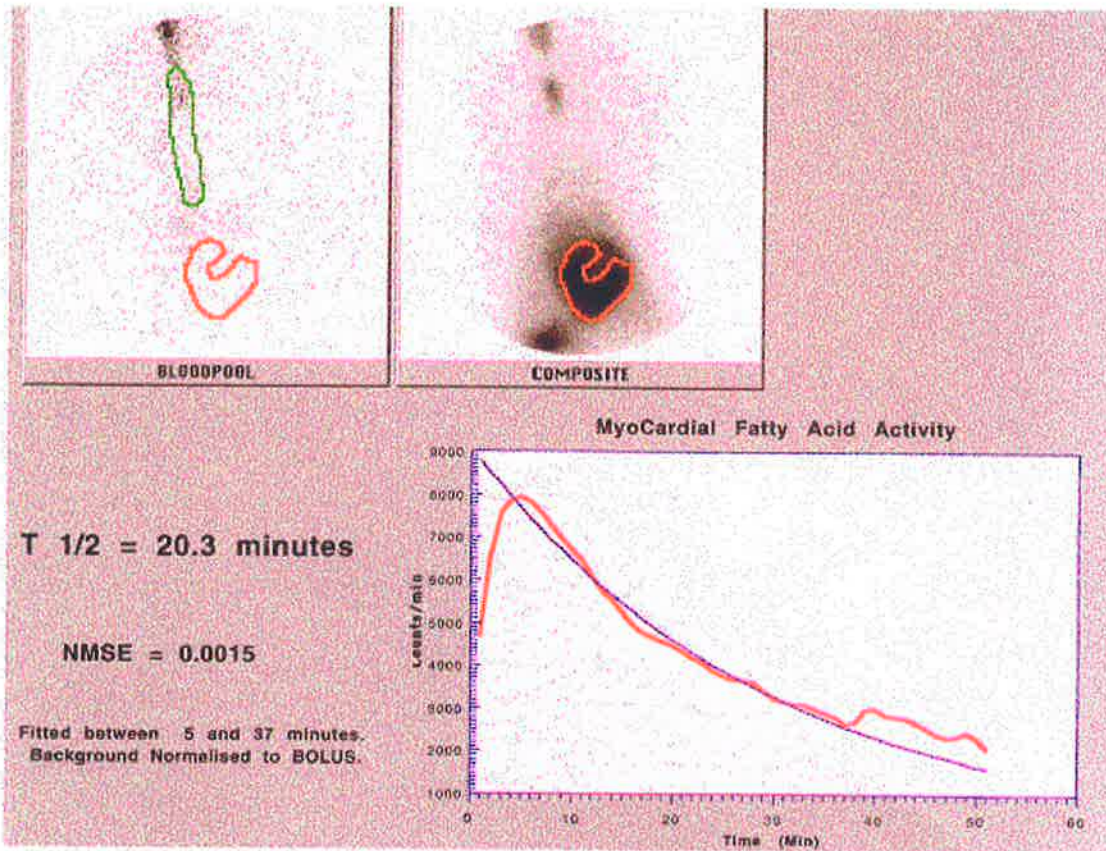 BLOODPOOL
COMPOSITE
MyoCardial Fatty Acid Activity
T 1/2 = 20.3 minutes
NMSE = 0.0015
Fitted between 5 and 37 minutes.
Background Normalised to BOLUS.
Counts/min
9000
8000
7000
6000
5000
4000
3000
2000
1000
0
10
20
30
40
50
60
Time (Min)